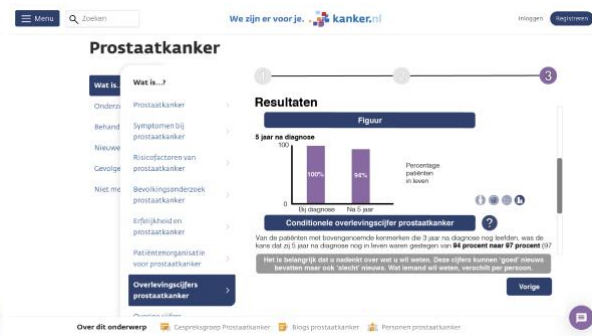 Menu
Zoeken
We zijn er voor je.
kanker.nl
Inloggen
Registreren
Prostaatkanker
Wat is
Onderz
Behand
Nieuwe
Gevolge
Niet me
Wat is...?
Prostaatkanker
Symptomen bij
prostaatkanker
Risicofactoren van
prostaatkanker
Bevolkingsonderzoek
prostaatkanker
Erfelijkheid en
prostaatkanker
Patiëntenorganisatie
voor prostaatkanker
Overlevingscijfers
prostaatkanker
1
2
3
Resultaten
Figuur
5 jaar na diagnose
100
100%
94%
0
Bij diagnose
Na 5 jaar
Percentage
patiënten
in leven
Conditionele overlevingscijfer prostaatkanker
?
Van de patiënten met bovengenoemde kenmerken die 3 jaar na diagnose nog leefden, was de
kans dat zij 5 jaar na diagnose nog in leven waren gestegen van 94 procent naar 97 procent (97
Het is belangrijk dat u nadenkt over wat u wil weten. Deze cijfers kunnen 'goed' nieuws
bevatten maar ook 'slecht' nieuws. Wat iemand wil weten, verschilt per persoon.
Vorige
Over dit onderwerp
Gespreksgroep Prostaatkanker
Blogs prostaatkanker
Personen prostaatkanker